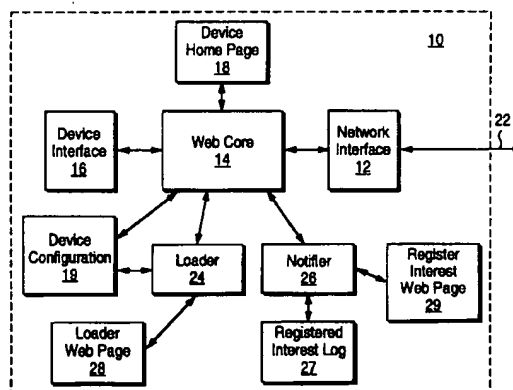 Device
Home Page
18
10
22
Device
Interface
16
Web Core
14
Network
Interface
12
Device
Configuration
19
Loader
24
Notifier
26
Register
Interest Web Page
29
Loader
Web Page
28
Registered
Interest Log
27